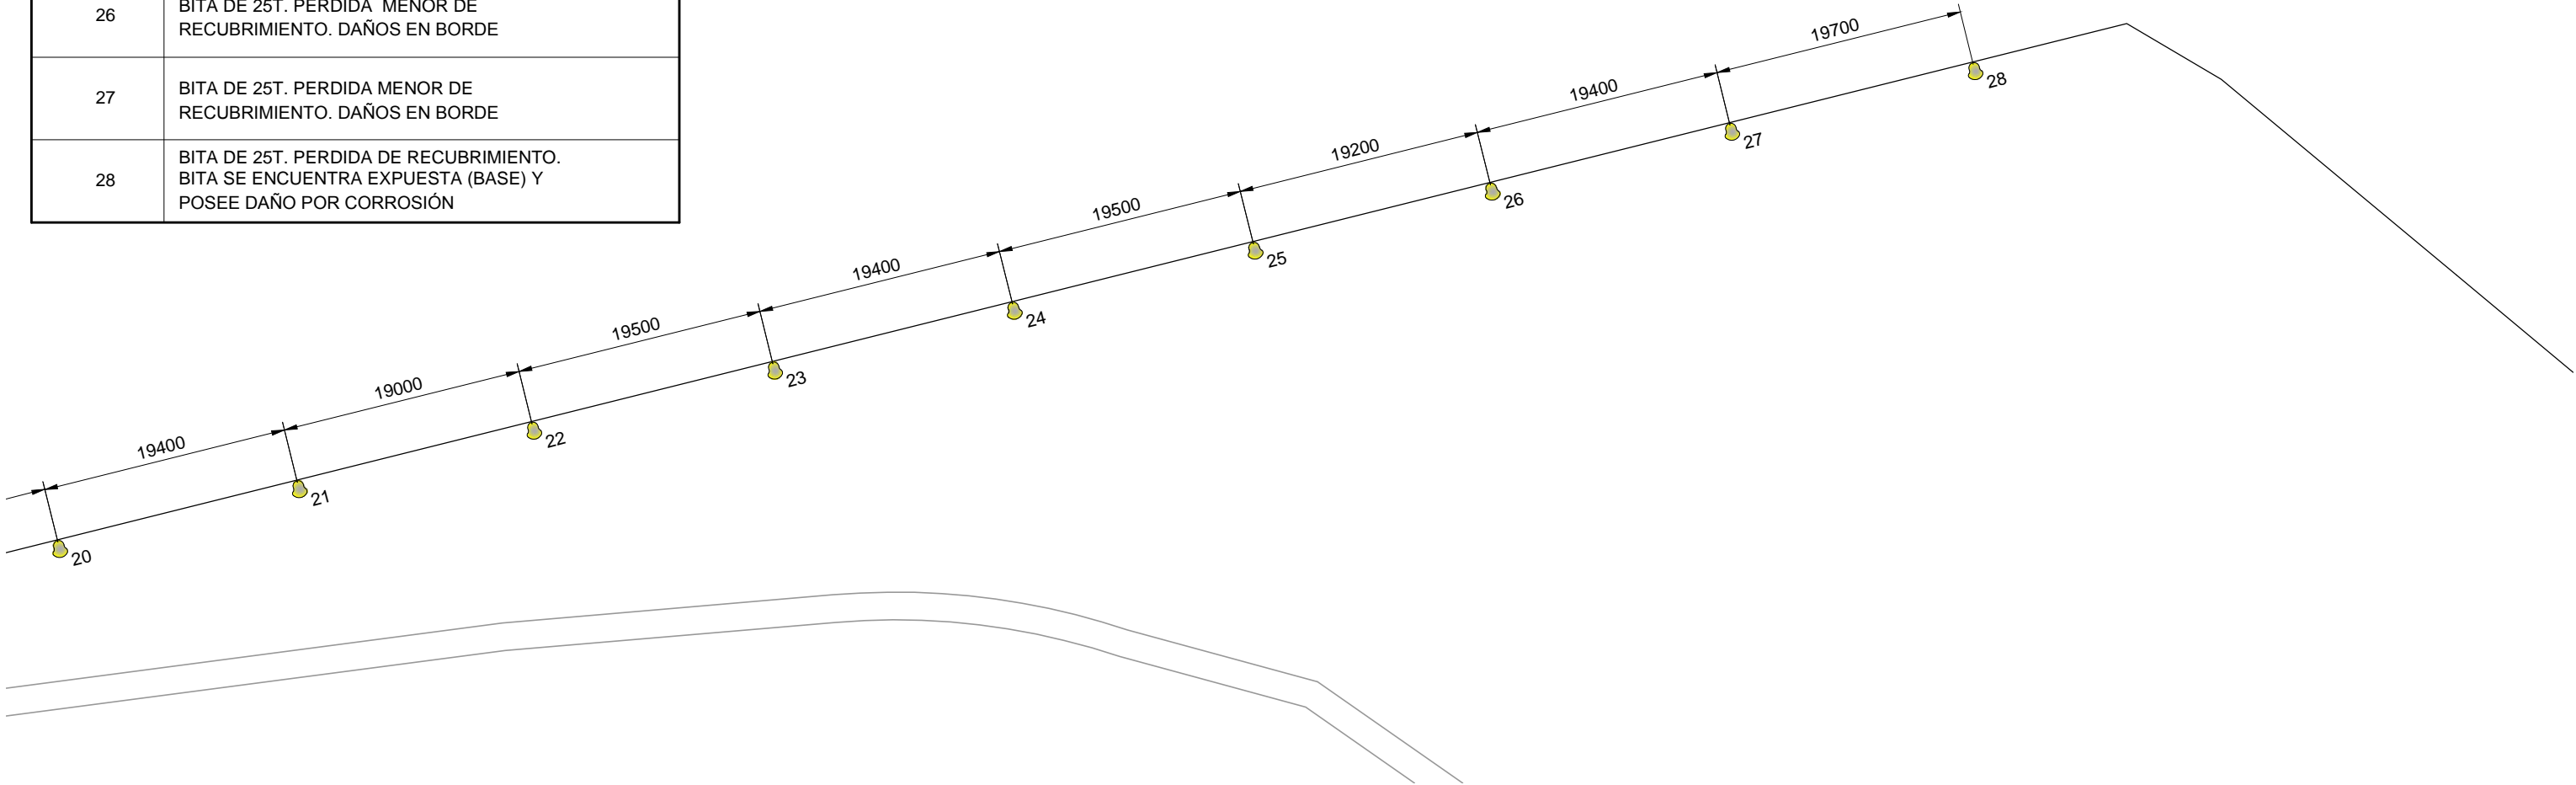 26
BITA DE 25T. PERDIDA MENOR DE
RECUBRIMIENTO. DAÑOS EN BORDE
27
BITA DE 25T. PERDIDA MENOR DE
RECUBRIMIENTO. DAÑOS EN BORDE
28
BITA DE 25T. PERDIDA DE RECUBRIMIENTO.
BITA SE ENCUENTRA EXPUESTA (BASE) Y
POSEE DAÑO POR CORROSIÓN
19400
19000
19500
19400
19500
19200
19400
19700
20
21
22
23
24
25
26
27
28